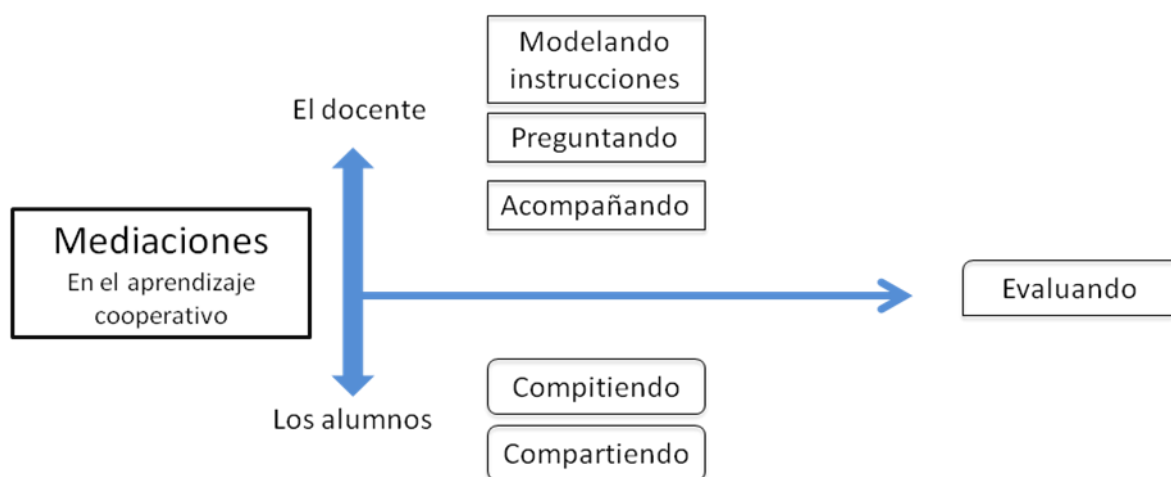 Modelando
instrucciones
El docente
Preguntando
Acompañando
Mediaciones
En el aprendizaje
cooperativo
Evaluando
Compitiendo
Los alumnos
Compartiendo